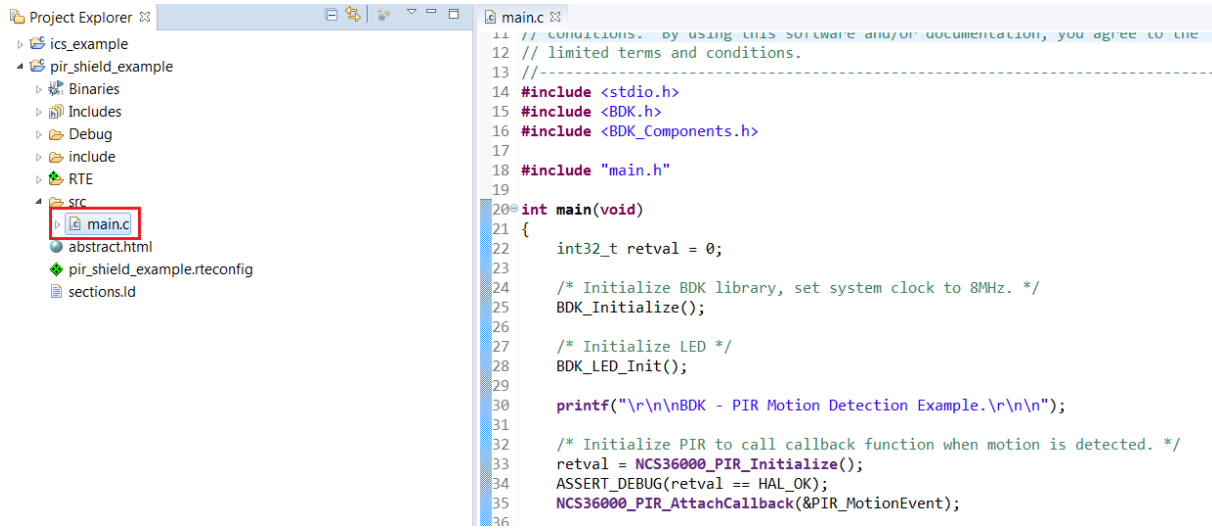 Project Explorer
ics_example
pir_shield_example
Binaries
Includes
Debug
include
RTE
src
main.c
abstract.html
pir_shield_example.rteconfig
sections.ld
main.c
11 // conditions. By using this software and/or documentation, you agree to the
12 // limited terms and conditions.
13 //-----------------------------------------------------------------------------
14 #include <stdio.h>
15 #include <BDK.h>
16 #include <BDK_Components.h>
17
18 #include "main.h"
19
20 int main(void)
21 {
22     int32_t retval = 0;
23
24     /* Initialize BDK library, set system clock to 8MHz. */
25     BDK_Initialize();
26
27     /* Initialize LED */
28     BDK_LED_Init();
29
30     printf("\r\n\nBDK - PIR Motion Detection Example.\r\n\n");
31
32     /* Initialize PIR to call callback function when motion is detected. */
33     retval = NCS36000_PIR_Initialize();
34     ASSERT_DEBUG(retval == HAL_OK);
35     NCS36000_PIR_AttachCallback(&PIR_MotionEvent);
36